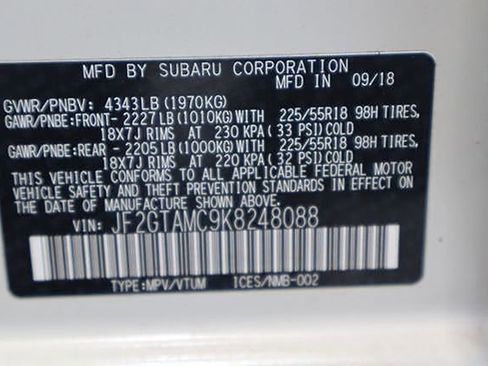 MFD BY SUBARU CORPORATION
MFD.IN 09/18
GVWR/PNBV: 4343LB(1970KG)
GAWR/PNBE:FRONT- 2227LB(1010KG)WITH 225/55R18 98H TIRES,
18X7J RIMS AT 230 KPA(33 PSI)COLD
GAWR/PNBE:REAR - 2205LB(1000KG)WITH 225/55R18 98H TIRES,
18X7J RIMS AT 220 KPA(32 PSI)COLD
THIS VEHICLE CONFORMS TO ALL APPLICABLE FEDERAL MOTOR
VEHICLE SAFETY AND THEFT PREVENTION STANDARDS IN EFFECT ON
THE DATE OF MANUFACTURE SHOWN ABOVE.
VIN: JF2GTAMC9K8248088
TYPE:MPV/VTUM ICES/NMB-002